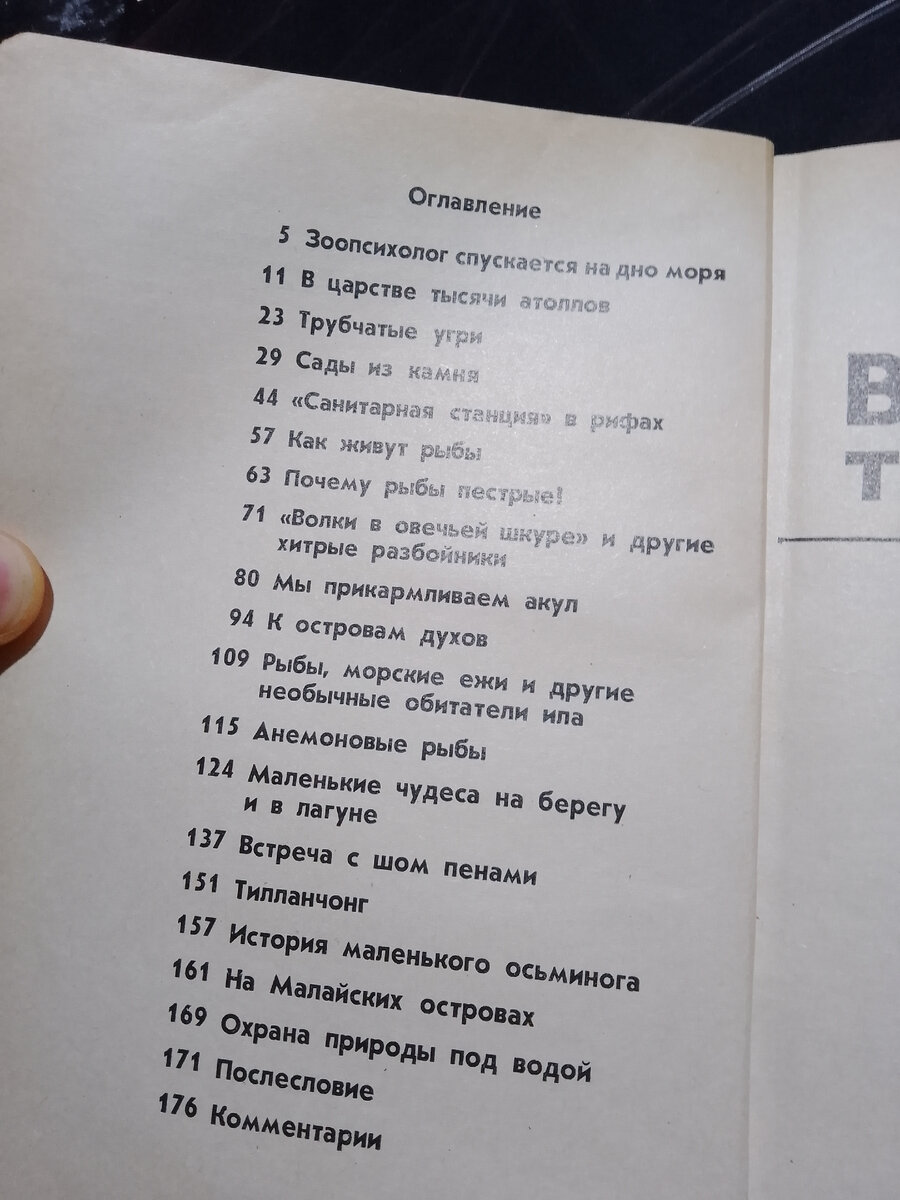 Оглавление
5 Зоопсихолог спускается на дно моря
11 В царстве тысячи атоллов
23 Трубчатые угри
29 Сады из камня
44 «Санитарная станция» в рифах
57 Как живут рыбы
63 Почему рыбы пестрые!
71 «Волки в овечьей шкуре» и другие
хитрые разбойники
80 Мы прикармливаем акул
94 К островам духов
109 Рыбы, морские ежи и другие
необычные обитатели ила
115 Анемоновые рыбы
124 Маленькие чудеса на берегу
и в лагуне
137 Встреча с шом пенами
151 Тилланчонг
157 История маленького осьминога
161 На Малайских островах
169 Охрана природы под водой
171 Послесловие
176 Комментарии